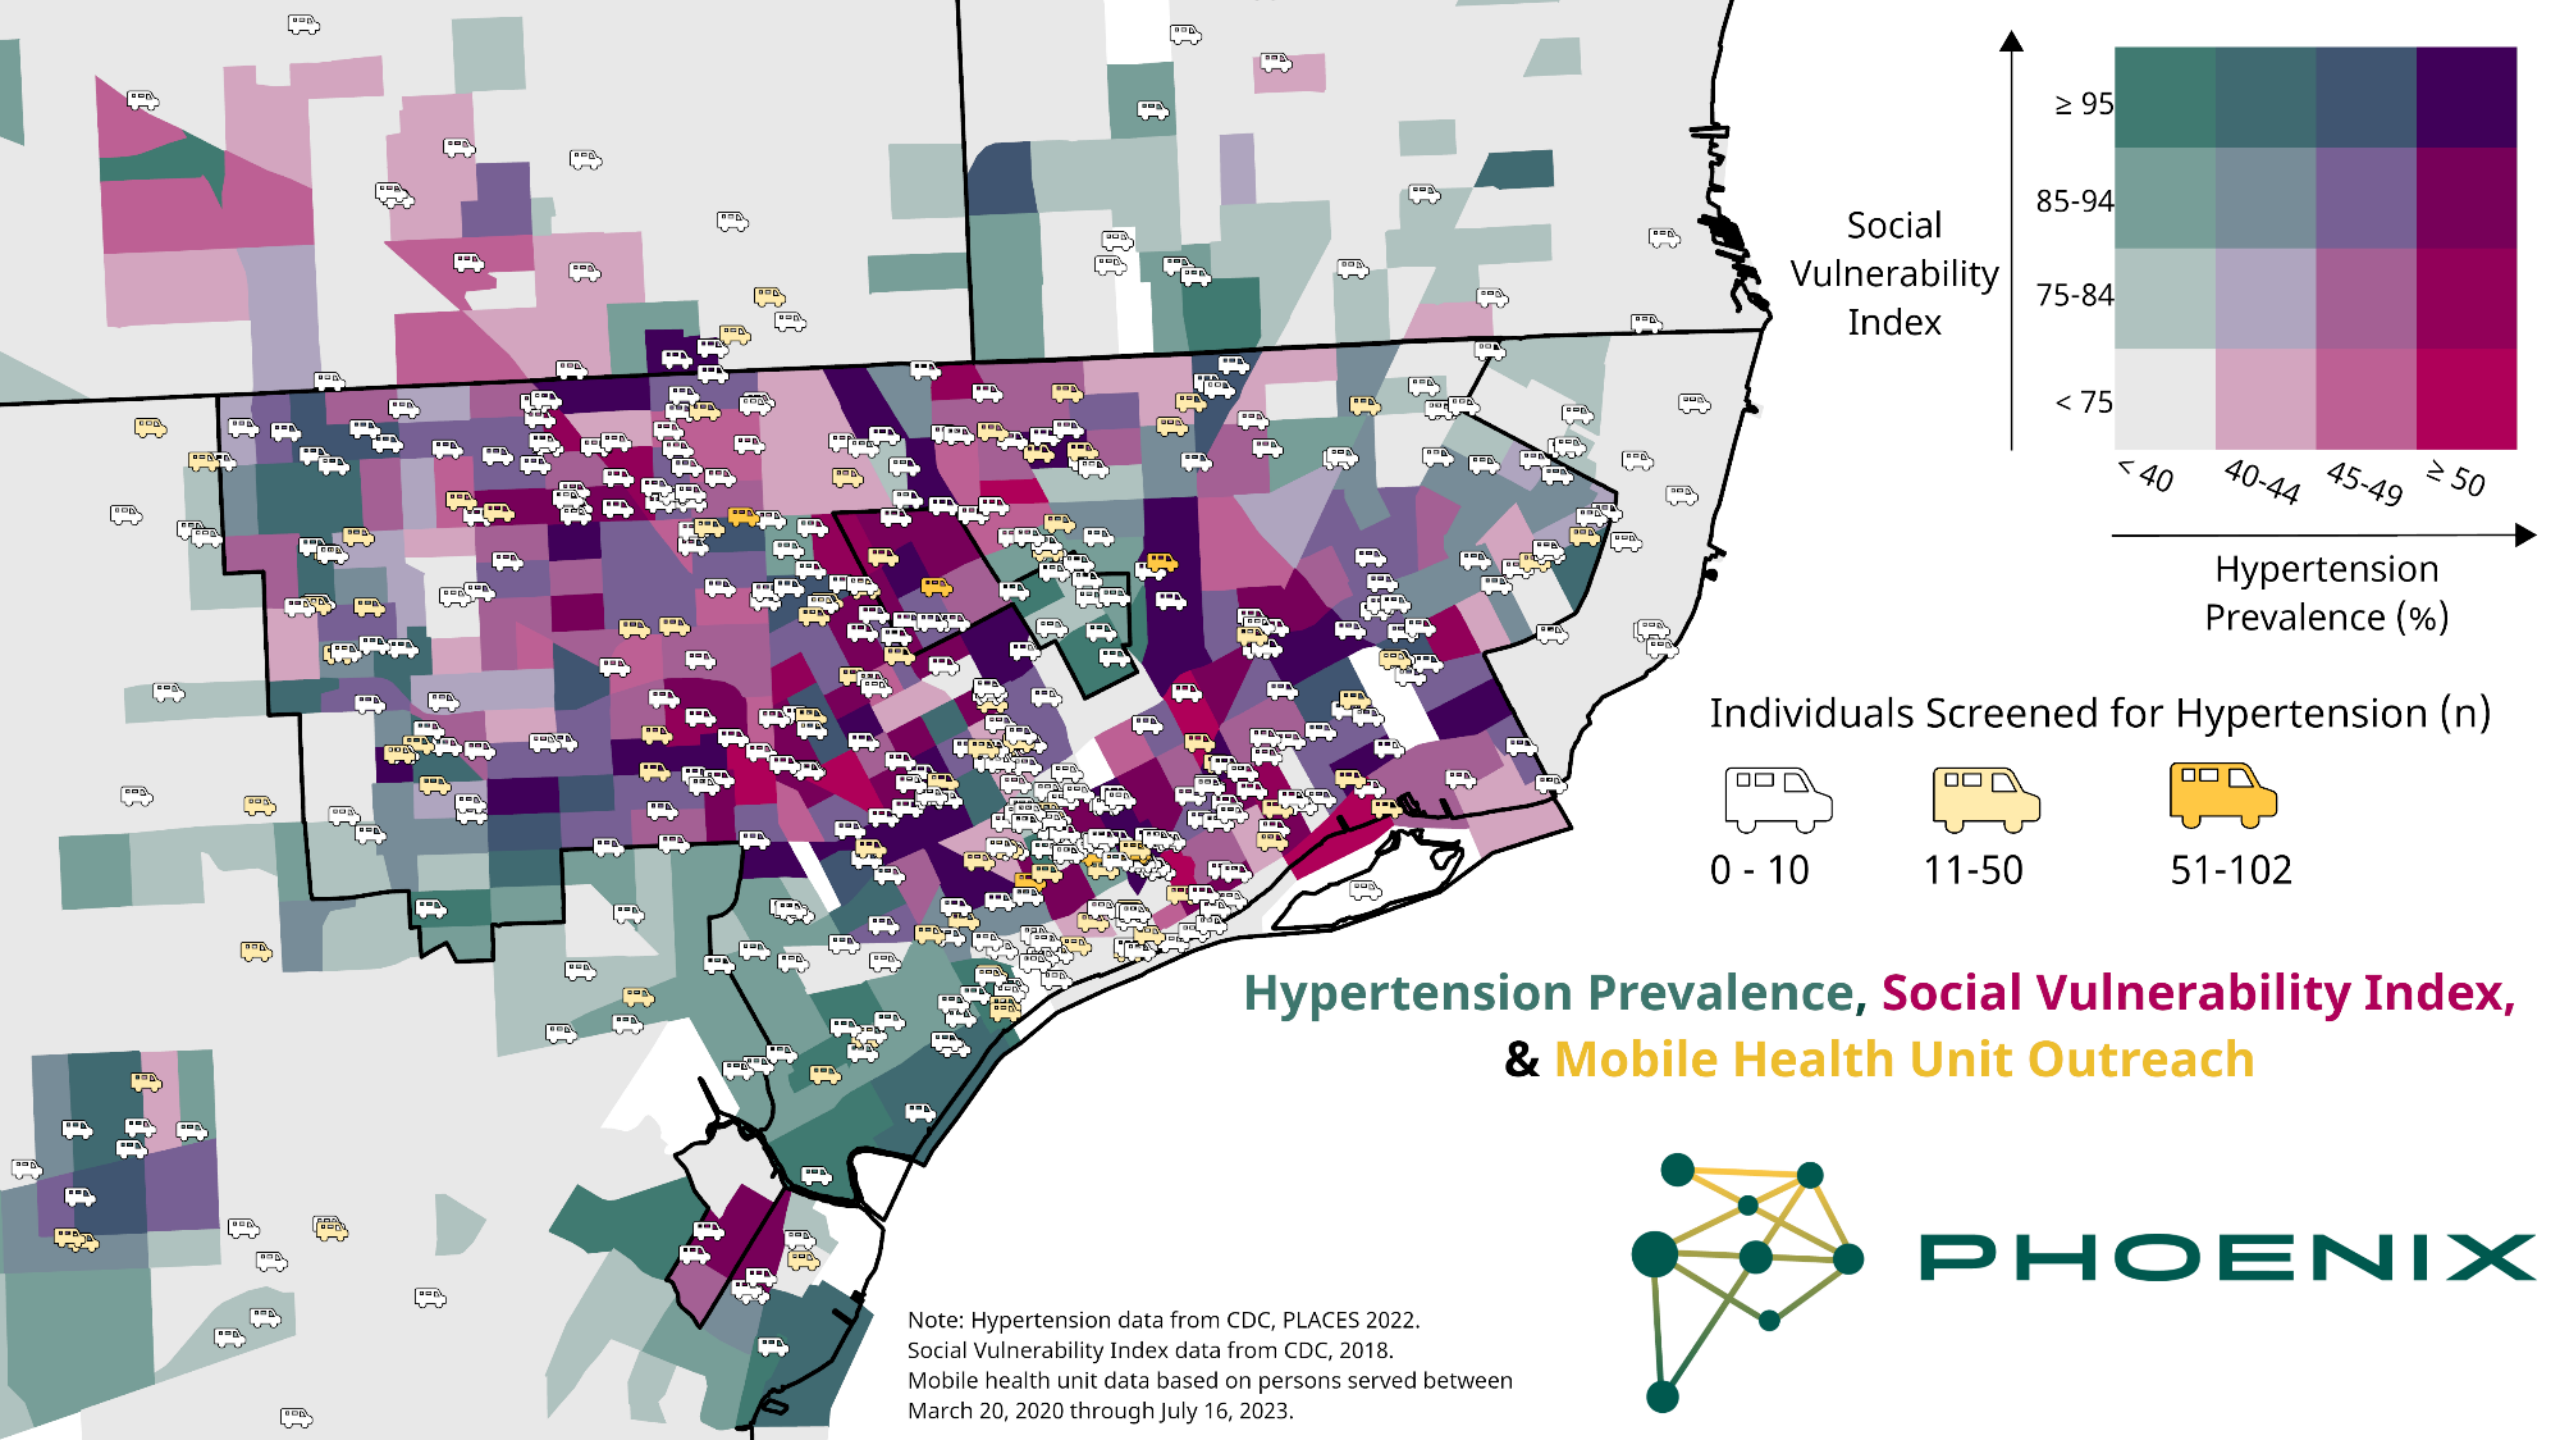 ≥ 95
85-94
75-84
< 75
Social
Vulnerability
Index
< 40
40-44
45-49
≥ 50
Hypertension
Prevalence (%)
Individuals Screened for Hypertension (n)
0 - 10
11-50
51-102
Hypertension Prevalence, Social Vulnerability Index,
& Mobile Health Unit Outreach
PHOENIX
Note: Hypertension data from CDC, PLACES 2022.
Social Vulnerability Index data from CDC, 2018.
Mobile health unit data based on persons served between
March 20, 2020 through July 16, 2023.